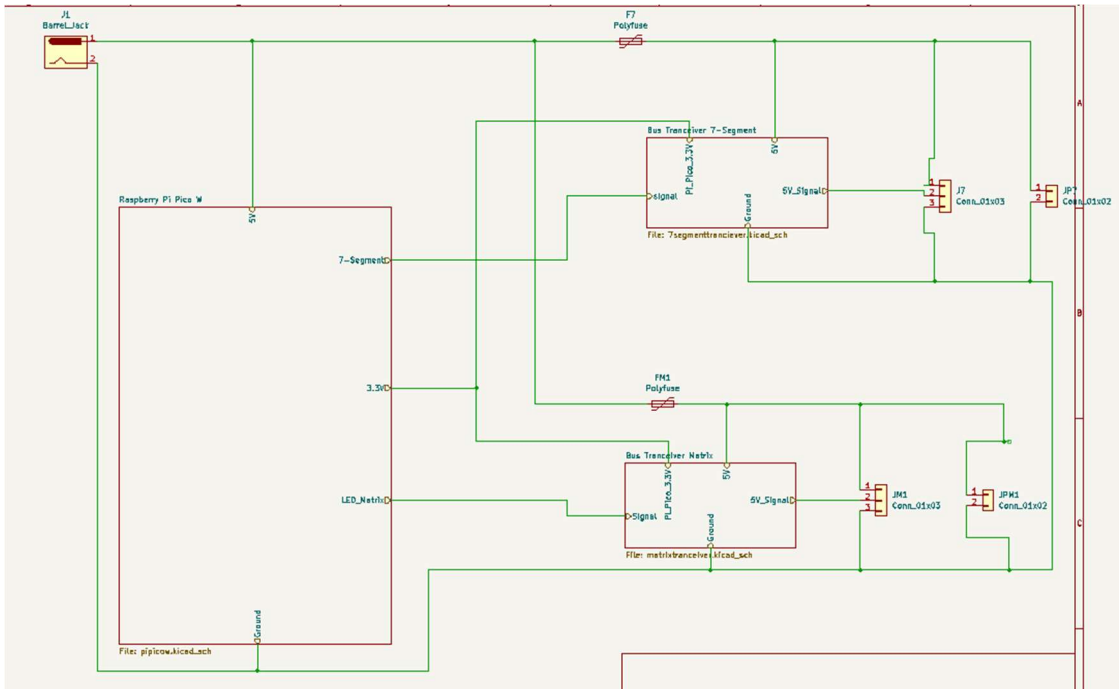 J1
Barrel_Jack
1
2
F7
Polyfuse
A
Bus Tranceiver 7-Segment
Pi_Pico_3.3V
5V
Signal
5V_Signal
Ground
File: 7segmenttranciever.kicad_sch
1
2
3
J7
Conn_01x03
1
2
JP7
Conn_01x02
Raspberry Pi Pico W
5V
7-Segment
B
3.3V
FM1
Polyfuse
Bus Tranceiver Matrix
Pi_Pico_3.3V
5V
LED_Matrix
Signal
5V_Signal
Ground
File: matrixtranceiver.kicad_sch
1
2
3
JM1
Conn_01x03
1
2
JPM1
Conn_01x02
C
Ground
File: pipicow.kicad_sch